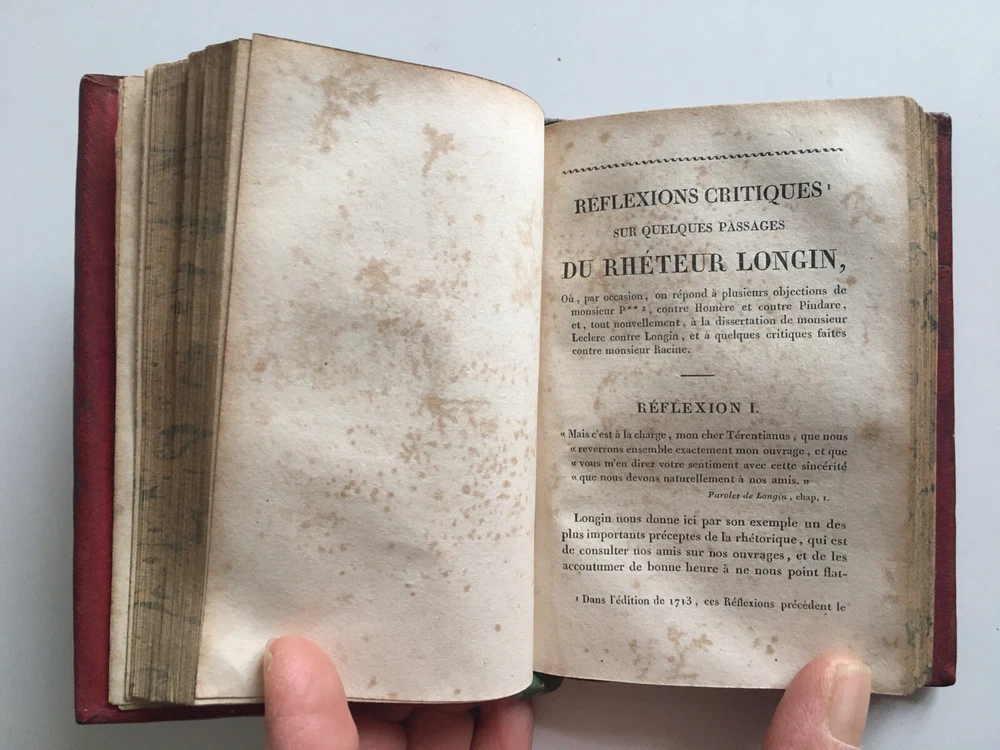 RÉFLEXIONS CRITIQUES ¹
SUR QUELQUES PASSAGES
DU RHÉTEUR LONGIN,
Où, par occasion, on répond à plusieurs objections de
monsieur P** ², contre Homère et contre Pindare,
et, tout nouvellement, à la dissertation de monsieur
Leclerc contre Longin, et à quelques critiques faites
contre monsieur Racine.
RÉFLEXION I.
« Mais c'est à la charge, mon cher Térentianus, que nous
« reverrons ensemble exactement mon ouvrage, et que
« vous m'en direz votre sentiment avec cette sincérité
« que nous devons naturellement à nos amis. »
Paroles de Longin, chap. 1.
Longin nous donne ici par son exemple un des
plus importants préceptes de la rhétorique, qui est
de consulter nos amis sur nos ouvrages, et de les
accoutumer de bonne heure à ne nous point flat-
¹ Dans l'édition de 1713, ces Réflexions précèdent le